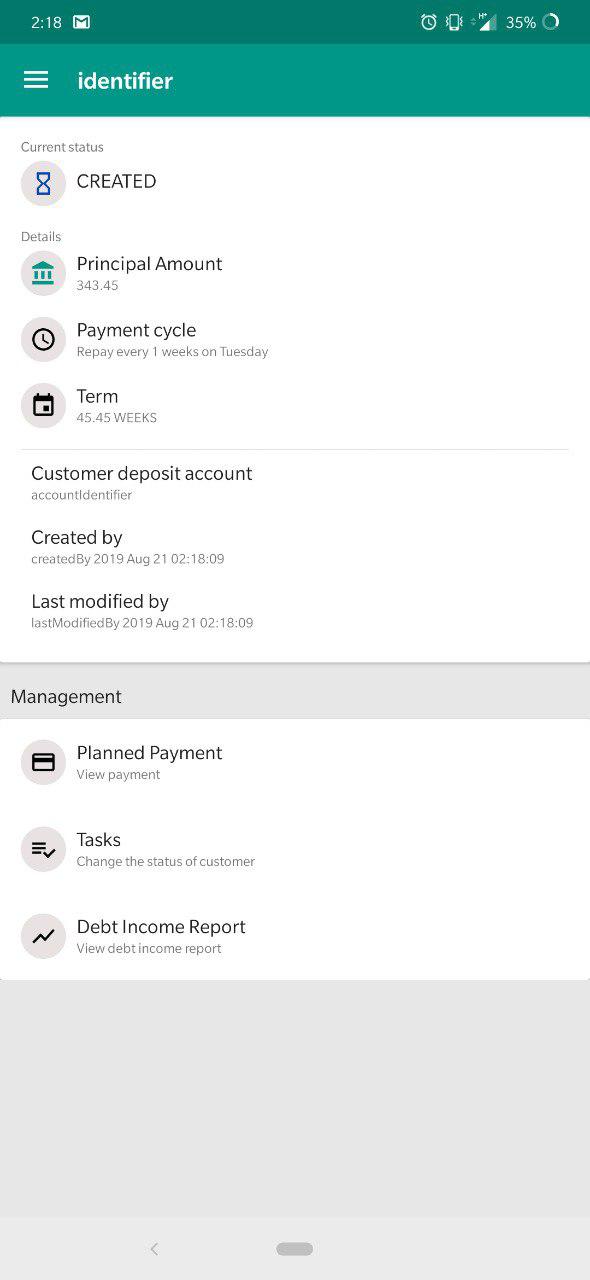 2:18
H+
35%
identifier
Current status
CREATED
Details
Principal Amount
343.45
Payment cycle
Repay every 1 weeks on Tuesday
Term
45.45 WEEKS
Customer deposit account
accountIdentifier
Created by
createdBy 2019 Aug 21 02:18:09
Last modified by
lastModifiedBy 2019 Aug 21 02:18:09
Management
Planned Payment
View payment
Tasks
Change the status of customer
Debt Income Report
View debt income report